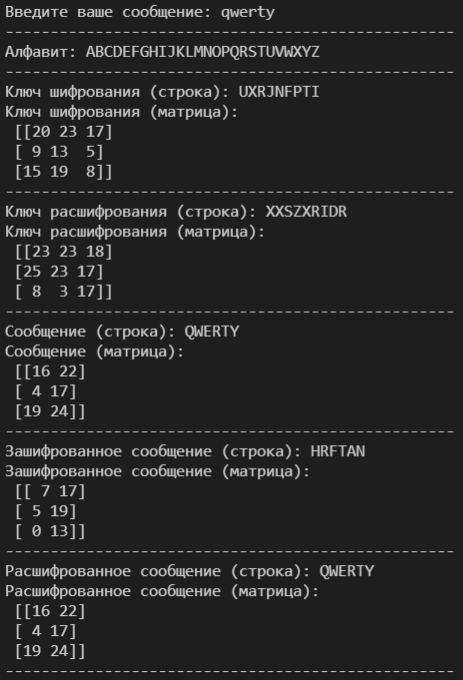 Введите ваше сообщение: qwerty
--------------------------------------------------
Алфавит: ABCDEFGHIJKLMNOPQRSTUVWXYZ
--------------------------------------------------
Ключ шифрования (строка): UXRJNFPTI
Ключ шифрования (матрица):
 [[20 23 17]
 [ 9 13  5]
 [15 19  8]]
--------------------------------------------------
Ключ расшифрования (строка): XXSZXRIDR
Ключ расшифрования (матрица):
 [[23 23 18]
 [25 23 17]
 [ 8  3 17]]
--------------------------------------------------
Сообщение (строка): QWERTY
Сообщение (матрица):
 [[16 22]
 [ 4 17]
 [19 24]]
--------------------------------------------------
Зашифрованное сообщение (строка): HRFTAN
Зашифрованное сообщение (матрица):
 [[ 7 17]
 [ 5 19]
 [ 0 13]]
--------------------------------------------------
Расшифрованное сообщение (строка): QWERTY
Расшифрованное сообщение (матрица):
 [[16 22]
 [ 4 17]
 [19 24]]
--------------------------------------------------